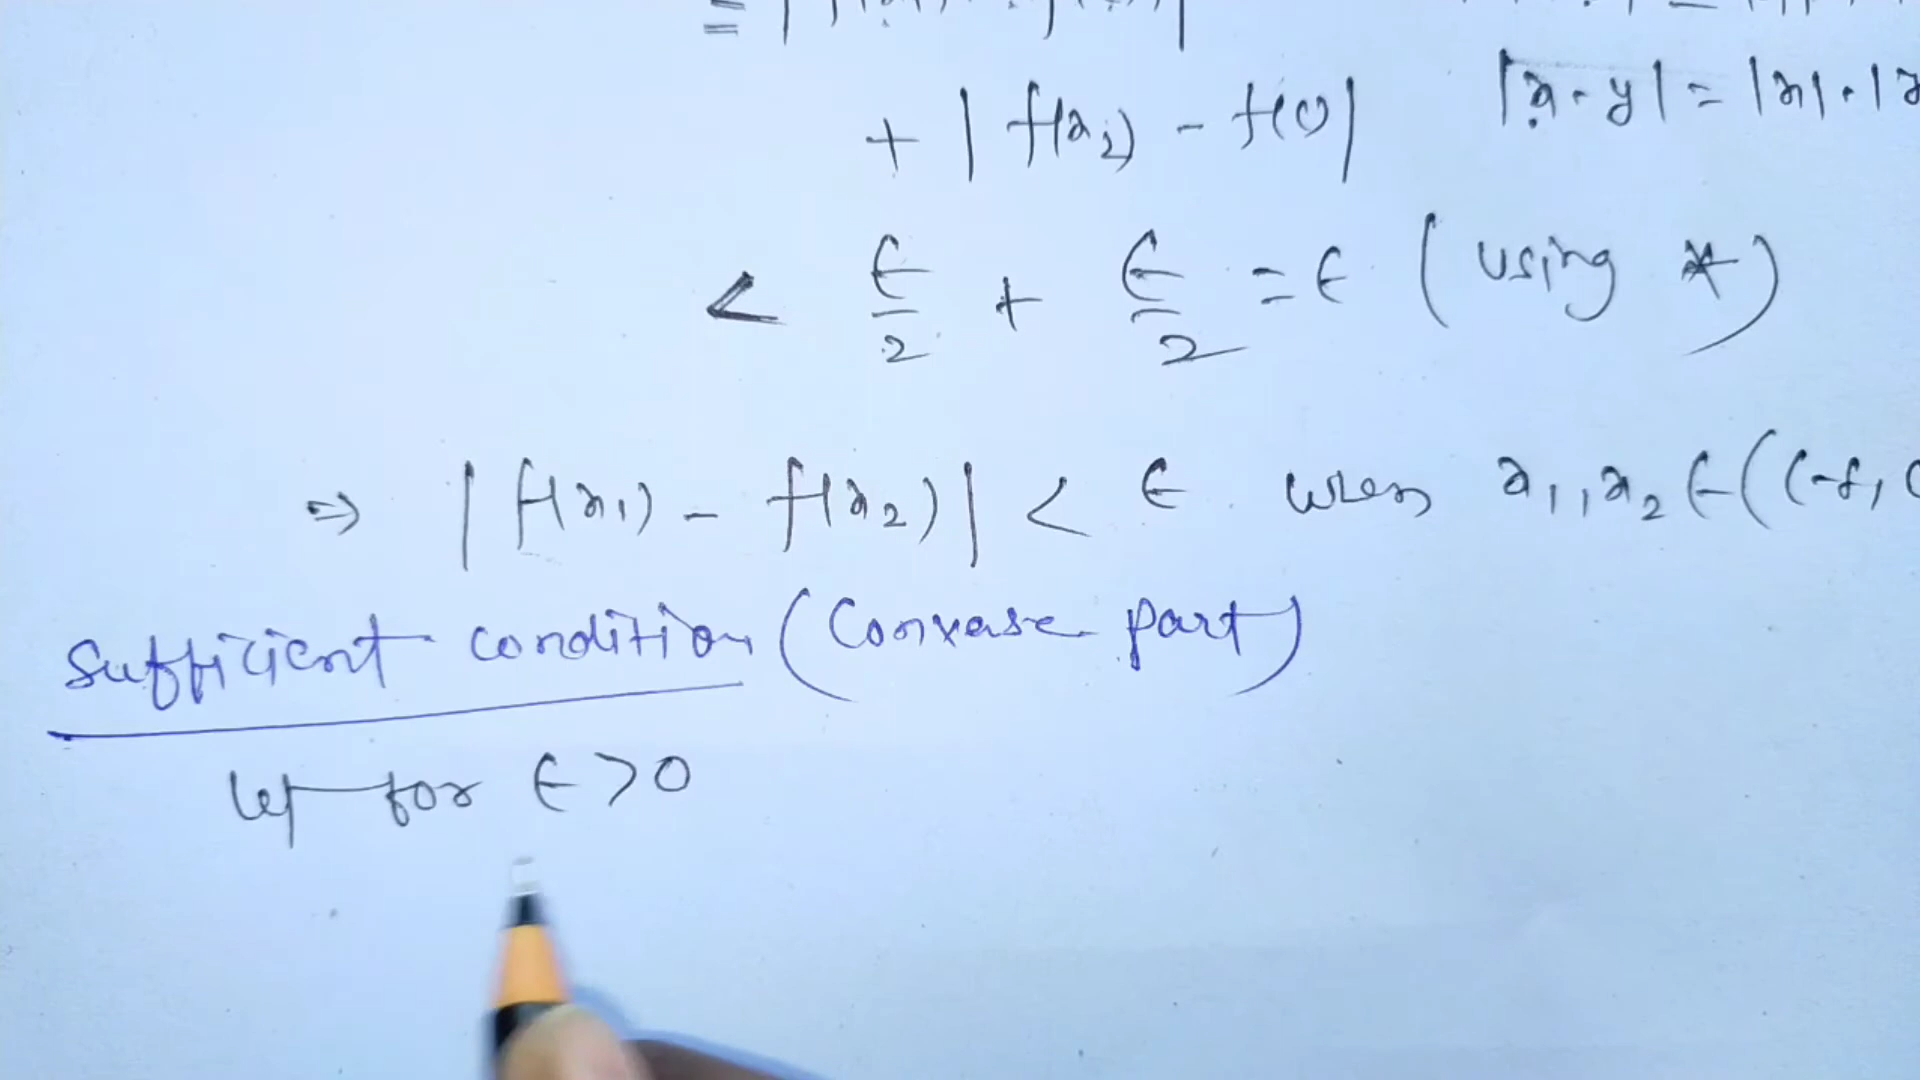 + | f(x₂) - f(c)| |x·y| = |x|·|
< ε/2 + ε/2 = ε (using *)
⇒ |f(x₁) - f(x₂)| < ε when x₁, x₂ ∈ (c-δ, c
Sufficient condition (Converse part)
Let for ε>0